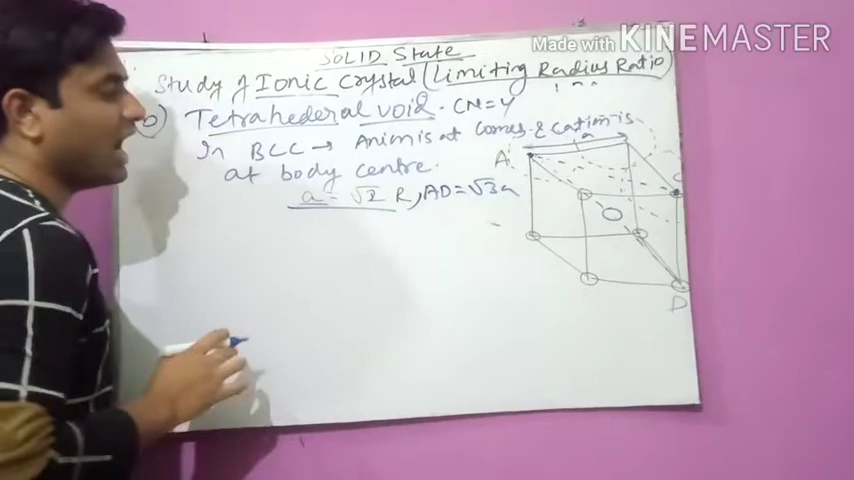 Made with KINEMASTER
SOLID State
Study of Ionic Crystal (Limiting Radius Ratio)
b) Tetrahederal void. CN=4
In BCC → Anion is at Cornes & Cation is
at body centre.
a = √2 R, AD = √3a
a
A
C
D